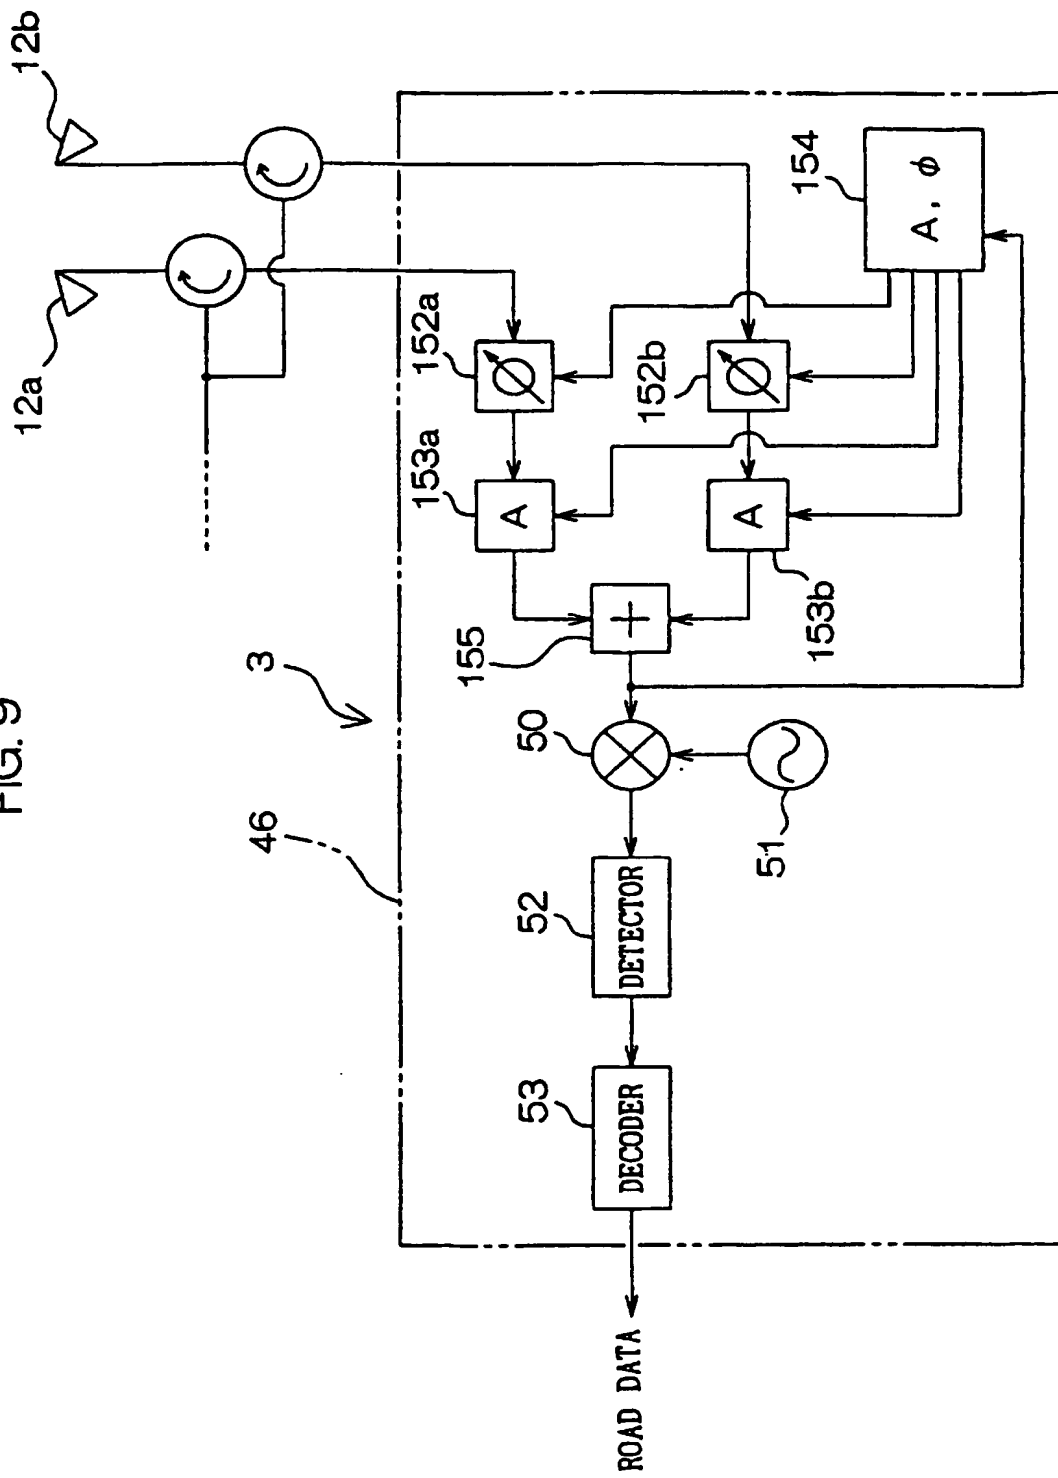 FIG. 9
12a
12b
3
46
152a
153a
A
152b
154
A, φ
A
153b
155
+
50
51
52
DETECTOR
53
DECODER
ROAD DATA